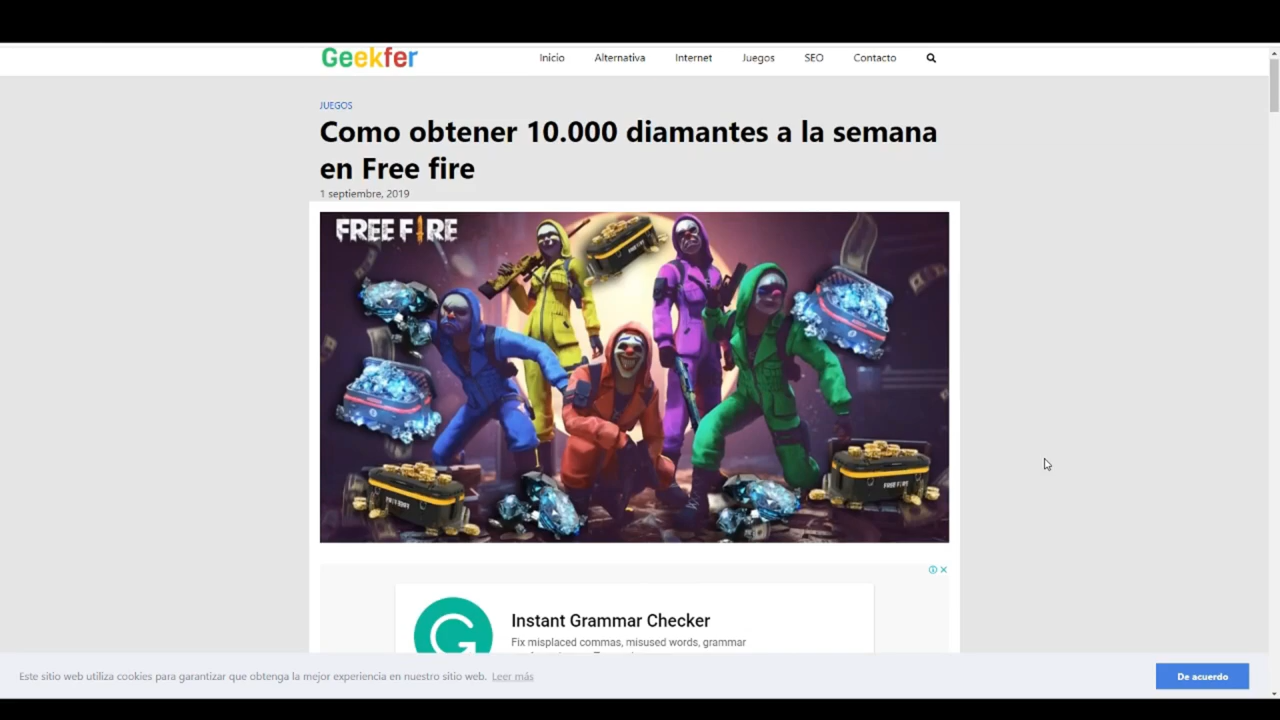 Geekfer
Inicio Alternativa Internet Juegos SEO Contacto
JUEGOS
Como obtener 10.000 diamantes a la semana
en Free fire
1 septiembre, 2019
FREE FIRE
Instant Grammar Checker
Fix misplaced commas, misused words, grammar
Este sitio web utiliza cookies para garantizar que obtenga la mejor experiencia en nuestro sitio web. Leer más
De acuerdo